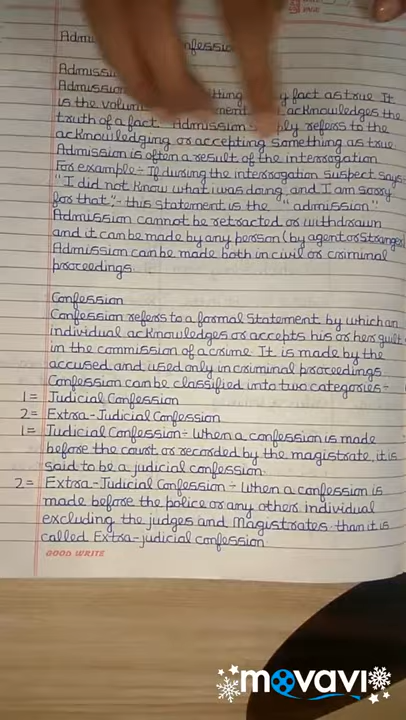 Admi nfession
Admissi
Admission itting y fact as true It
is the volun ement acknowledges the
truth of a fact. Admission refers to the
acknowledging or accepting something as true
Admission is often a result of the interrogation
For example - If during the interrogation suspect says
"I did not know what i was doing, and I am sorry
for that" - this statement is the "admission"
Admission cannot be retracted or withdrawn
and it can be made by any person (by agent or Stranger)
Admission can be made both in civil or criminal
proceedings
Confession
Confession refers to a formal Statement by which an
individual acknowledges or accepts his or her guilt
in the commission of a crime It is made by the
accused and used only in criminal proceedings
Confession can be classified into two categories -
1= Judicial Confession
2= Extra-Judicial Confession
1= Judicial Confession ÷ When a confession is made
before the court or recorded by the magistrate, it is
said to be a judicial confession.
2= Extra-Judicial Confession ÷ When a confession is
made before the police or any other individual
excluding the judges and Magistrates than it is
called Extra-judicial confession
GOOD WRITE
movavi